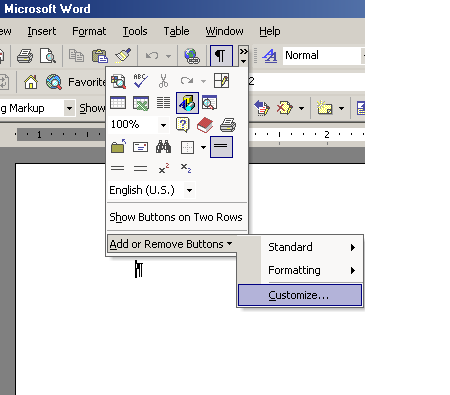 Microsoft Word
ew Insert Format Tools Table Window Help
¶ Normal
Favorite 2
g Markup Show
100%
English (U.S.)
Show Buttons on Two Rows
Add or Remove Buttons
Standard
Formatting
Customize...
1 1 2
¶